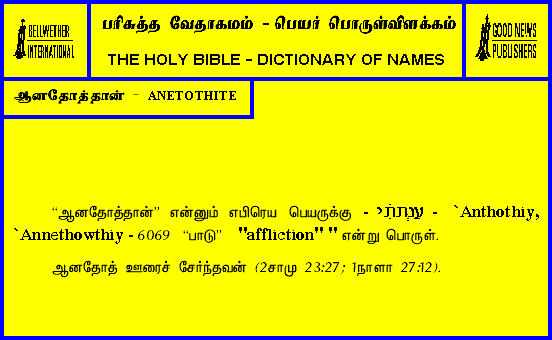 BELLWETHER
INTERNATIONAL
பரிசுத்த வேதாகமம் - பெயர் பொருள்விளக்கம்
THE HOLY BIBLE - DICTIONARY OF NAMES
GOOD NEWS
PUBLISHERS
ஆனதோத்தான் - ANETOTHITE
“ஆனதோத்தான்” என்னும் எபிரெய பெயருக்கு - עַנְּתֹתִי - `Anthothiy,
`Annethowthiy - 6069 “பாடு” "affliction" " என்று பொருள்.
ஆனதோத் ஊரைச் சேர்ந்தவன் (2சாமு 23:27; 1நாளா 27:12).